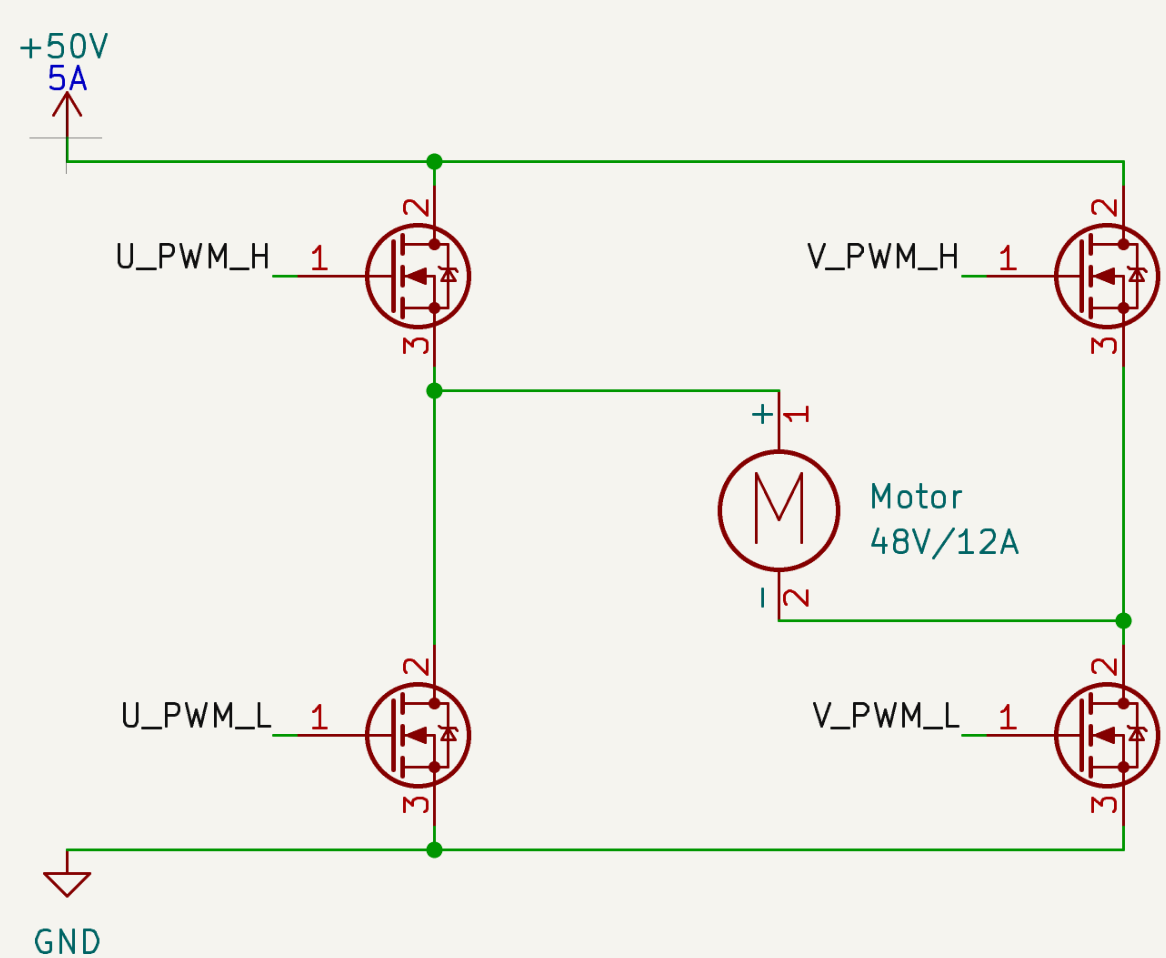 +50V
5A
2
2
U_PWM_H 1
V_PWM_H 1
3
3
+ 1
M
Motor
48V/12A
- 2
2
2
U_PWM_L 1
V_PWM_L 1
3
3
GND